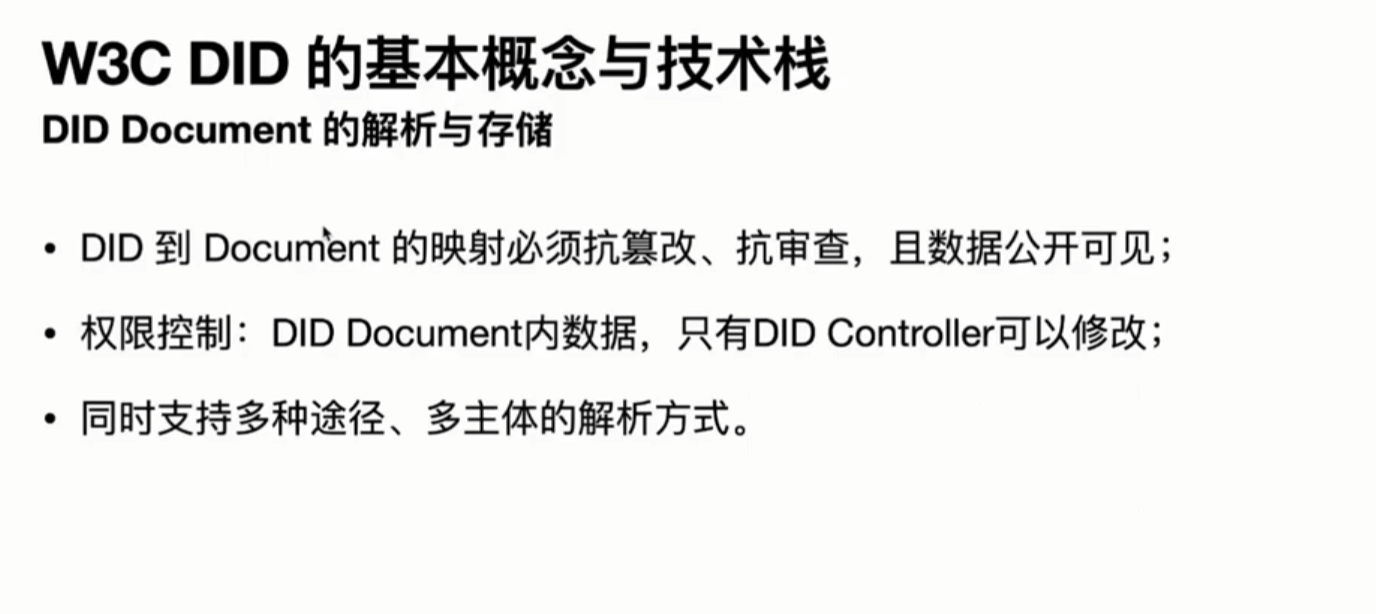 W3C DID 的基本概念与技术栈
DID Document 的解析与存储
• DID 到 Document 的映射必须抗篡改、抗审查，且数据公开可见；
• 权限控制：DID Document内数据，只有DID Controller可以修改；
• 同时支持多种途径、多主体的解析方式。